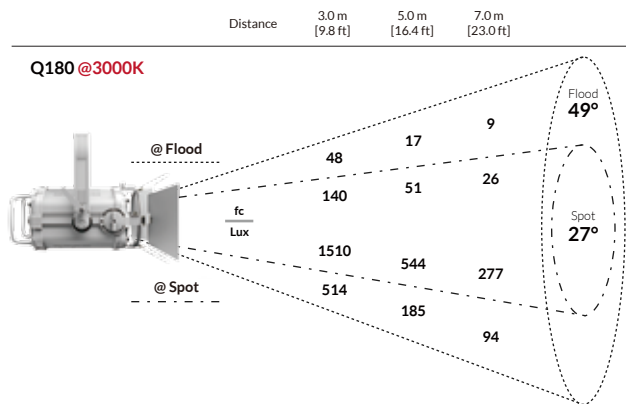 Distance 3.0 m 5.0 m 7.0 m
[9.8 ft] [16.4 ft] [23.0 ft]
Q180 @3000K
Flood
49°
@ Flood
48 17 9
140 51 26
fc
Lux
Spot
27°
1510 544 277
514 185 94
@ Spot